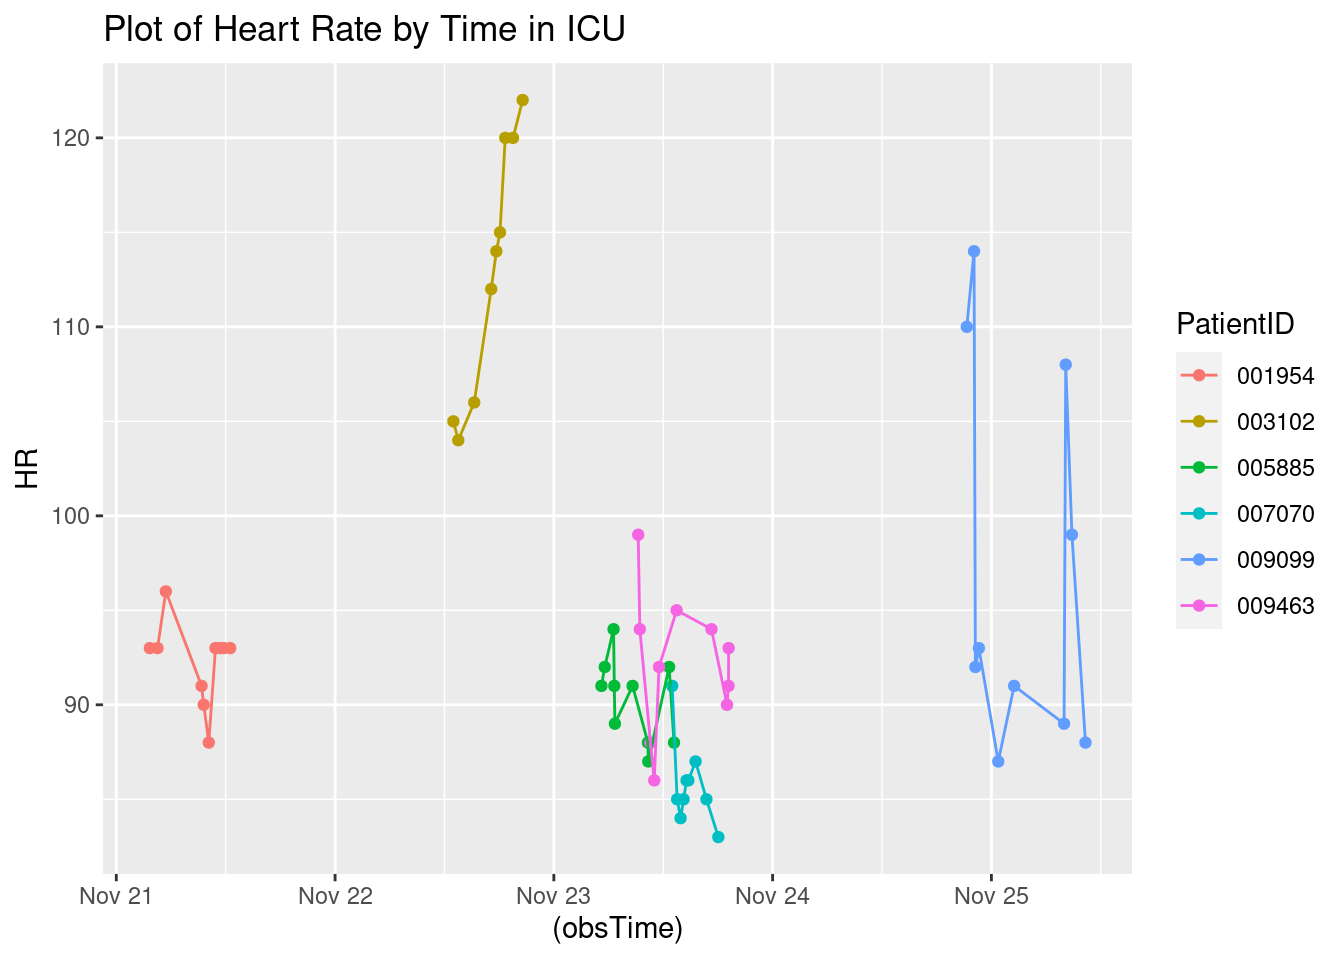 Plot of Heart Rate by Time in ICU
120
110
100
90
HR
Nov 21
Nov 22
Nov 23
Nov 24
Nov 25
(obsTime)
PatientID
001954
003102
005885
007070
009099
009463